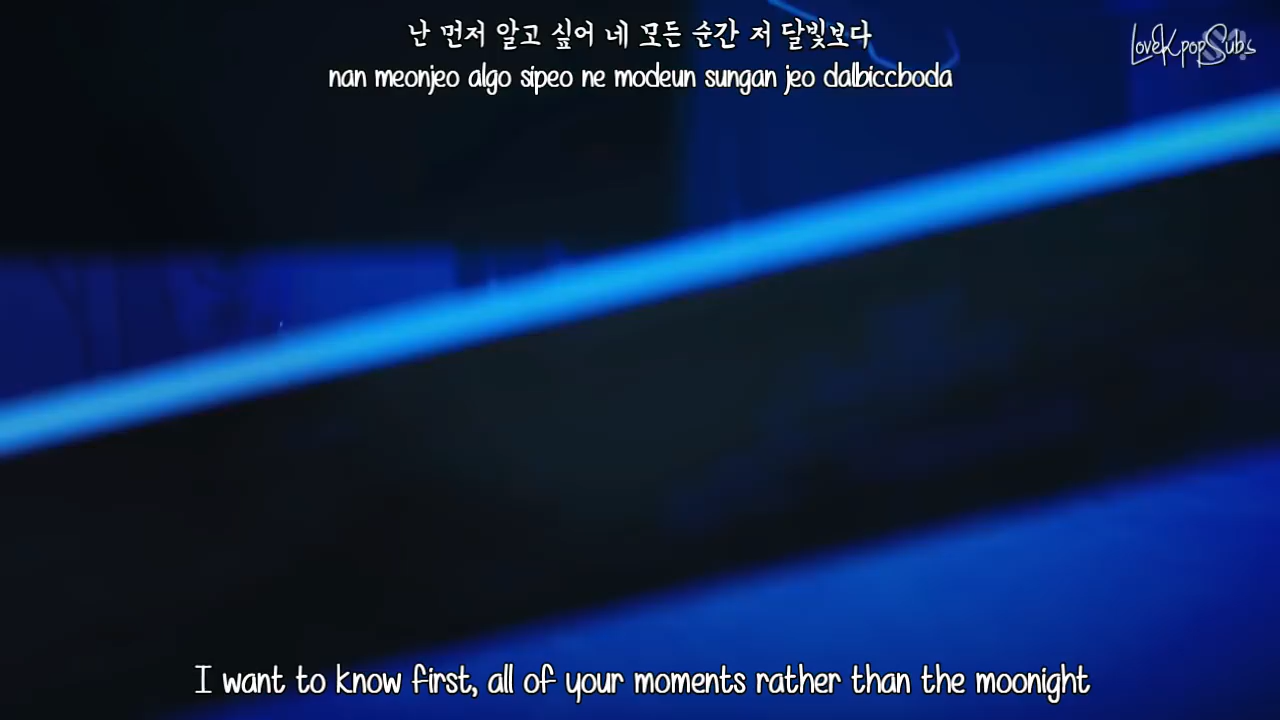 난 먼저 알고 싶어 네 모든 순간 저 달빛보다
nan meonjeo algo sipeo ne modeun sungan jeo dalbiccboda
LoveKpopSubs
I want to know first, all of your moments rather than the moonight